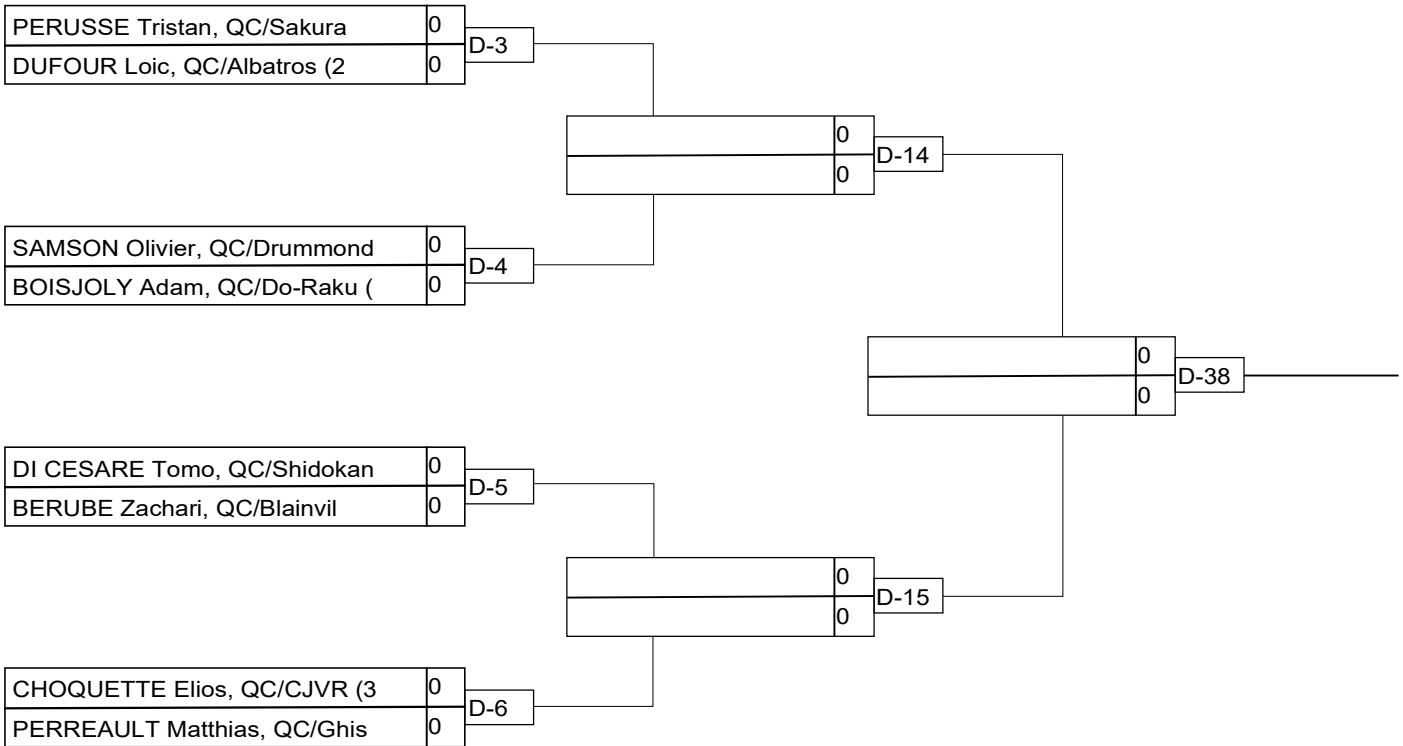 PERUSSE Tristan, QC/Sakura 0
D-3
DUFOUR Loic, QC/Albatros (2 0
0
D-14
0
SAMSON Olivier, QC/Drummond 0
D-4
BOISJOLY Adam, QC/Do-Raku ( 0
0
D-38
0
DI CESARE Tomo, QC/Shidokan 0
D-5
BERUBE Zachari, QC/Blainvil 0
0
D-15
0
CHOQUETTE Elios, QC/CJVR (3 0
D-6
PERREAULT Matthias, QC/Ghis 0